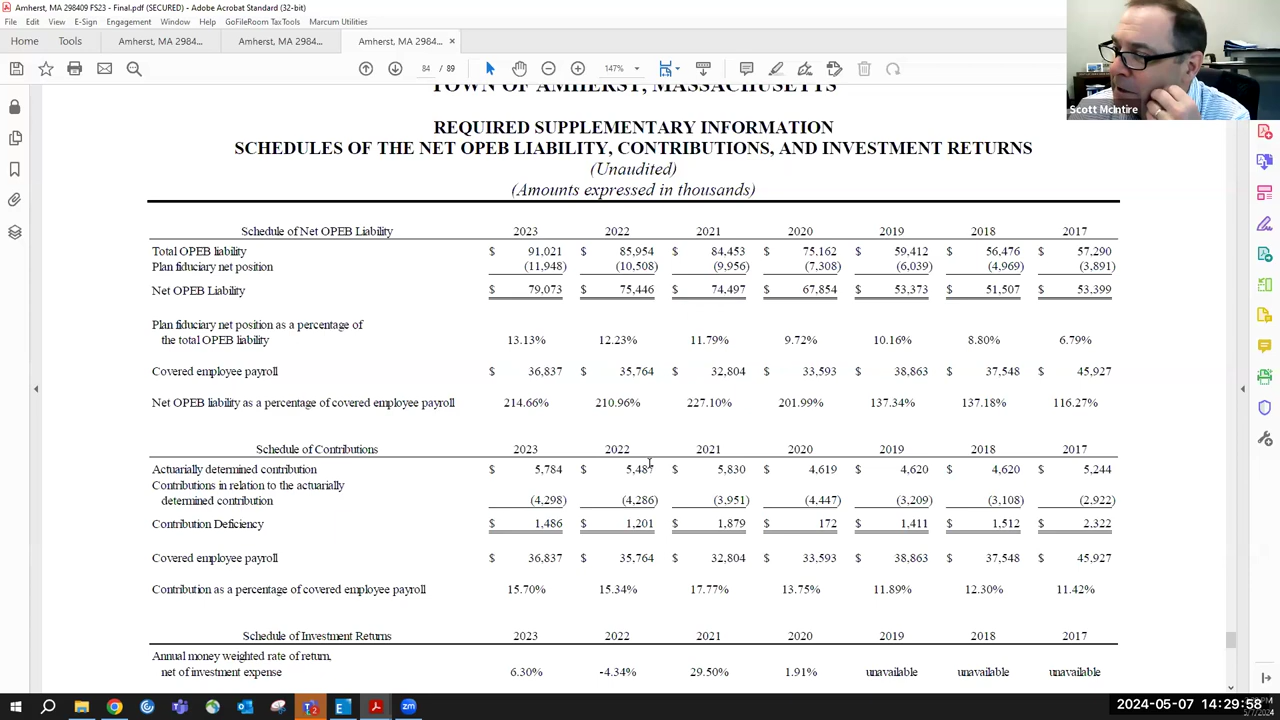 Amherst, MA 298409 FS23 - Final.pdf (SECURED) - Adobe Acrobat Standard (32-bit)
File Edit View E-Sign Engagement Window Help GoFileRoom TaxTools Marcum Utilities
Home Tools Amherst, MA 2984... Amherst, MA 2984... Amherst, MA 2984... ×
84 / 89 147%
Scott McIntire
TOWN OF AMHERST, MASSACHUSETTS
REQUIRED SUPPLEMENTARY INFORMATION
SCHEDULES OF THE NET OPEB LIABILITY, CONTRIBUTIONS, AND INVESTMENT RETURNS
(Unaudited)
(Amounts expressed in thousands)
Schedule of Net OPEB Liability 2023 2022 2021 2020 2019 2018 2017
Total OPEB liability $ 91,021 $ 85,954 $ 84,453 $ 75,162 $ 59,412 $ 56,476 $ 57,290
Plan fiduciary net position (11,948) (10,508) (9,956) (7,308) (6,039) (4,969) (3,891)
Net OPEB Liability $ 79,073 $ 75,446 $ 74,497 $ 67,854 $ 53,373 $ 51,507 $ 53,399
Plan fiduciary net position as a percentage of
the total OPEB liability 13.13% 12.23% 11.79% 9.72% 10.16% 8.80% 6.79%
Covered employee payroll $ 36,837 $ 35,764 $ 32,804 $ 33,593 $ 38,863 $ 37,548 $ 45,927
Net OPEB liability as a percentage of covered employee payroll 214.66% 210.96% 227.10% 201.99% 137.34% 137.18% 116.27%
Schedule of Contributions 2023 2022 2021 2020 2019 2018 2017
Actuarially determined contribution $ 5,784 $ 5,487 $ 5,830 $ 4,619 $ 4,620 $ 4,620 $ 5,244
Contributions in relation to the actuarially
determined contribution (4,298) (4,286) (3,951) (4,447) (3,209) (3,108) (2,922)
Contribution Deficiency $ 1,486 $ 1,201 $ 1,879 $ 172 $ 1,411 $ 1,512 $ 2,322
Covered employee payroll $ 36,837 $ 35,764 $ 32,804 $ 33,593 $ 38,863 $ 37,548 $ 45,927
Contribution as a percentage of covered employee payroll 15.70% 15.34% 17.77% 13.75% 11.89% 12.30% 11.42%
Schedule of Investment Returns 2023 2022 2021 2020 2019 2018 2017
Annual money weighted rate of return,
net of investment expense 6.30% -4.34% 29.50% 1.91% unavailable unavailable unavailable
2024-05-07 14:29:58